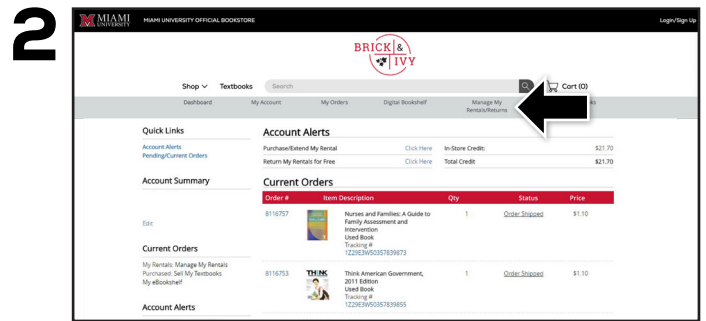 2
MIAMI UNIVERSITY
MIAMI UNIVERSITY OFFICIAL BOOKSTORE
Login/Sign Up
BRICK &
IVY
Shop
Textbooks
Search
Cart (0)
Dashboard
My Account
My Orders
Digital Bookshelf
Manage My
Rentals/Returns
Quick Links
Account Alerts
Pending/Current Orders
Account Summary
Edit
Current Orders
My Rentals: Manage My Rentals
Purchased: Sell My Textbooks
My eBookshelf
Account Alerts
Account Alerts
Purchase/Extend My Rental Click Here In-Store Credit: $21.70
Return My Rentals for Free Click Here Total Credit $21.70
Current Orders
Order # Item Description Qty Status Price
8116757 Nurses and Families: A Guide to 1 Order Shipped $1.10
Family Assessment and
Intervention
Used Book
Tracking #
1Z29E3W50357839873
8116753 THINK Think American Government, 1 Order Shipped $1.10
2011 Edition
Used Book
Tracking #
1Z29E3W50357839855